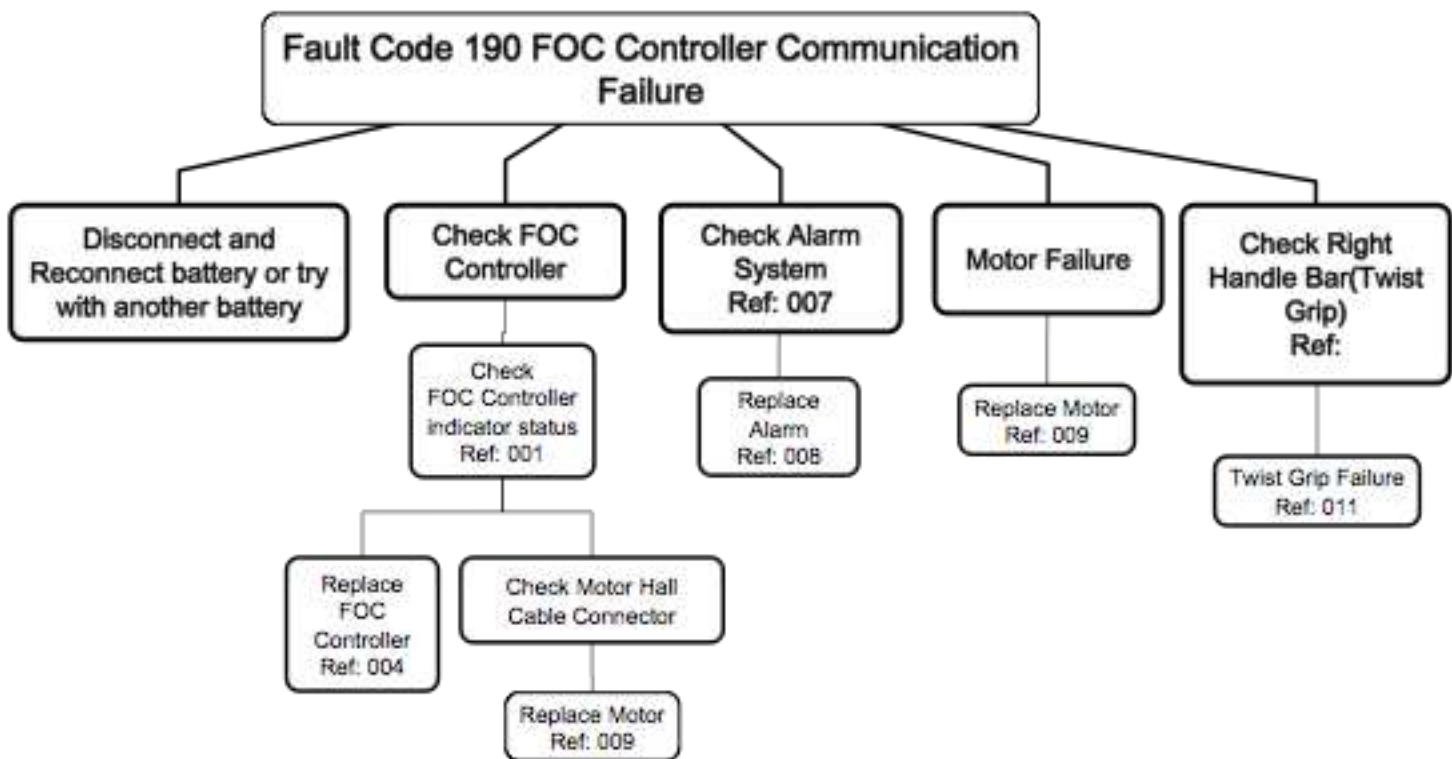 Fault Code 190 FOC Controller Communication
Failure
Disconnect and
Reconnect battery or try
with another battery
Check FOC
Controller
Check Alarm
System
Ref: 007
Motor Failure
Check Right
Handle Bar(Twist
Grip)
Ref:
Check
FOC Controller
indicator status
Ref: 001
Replace
Alarm
Ref: 008
Replace Motor
Ref: 009
Twist Grip Failure
Ref: 011
Replace
FOC
Controller
Ref: 004
Check Motor Hall
Cable Connector
Replace Motor
Ref: 009